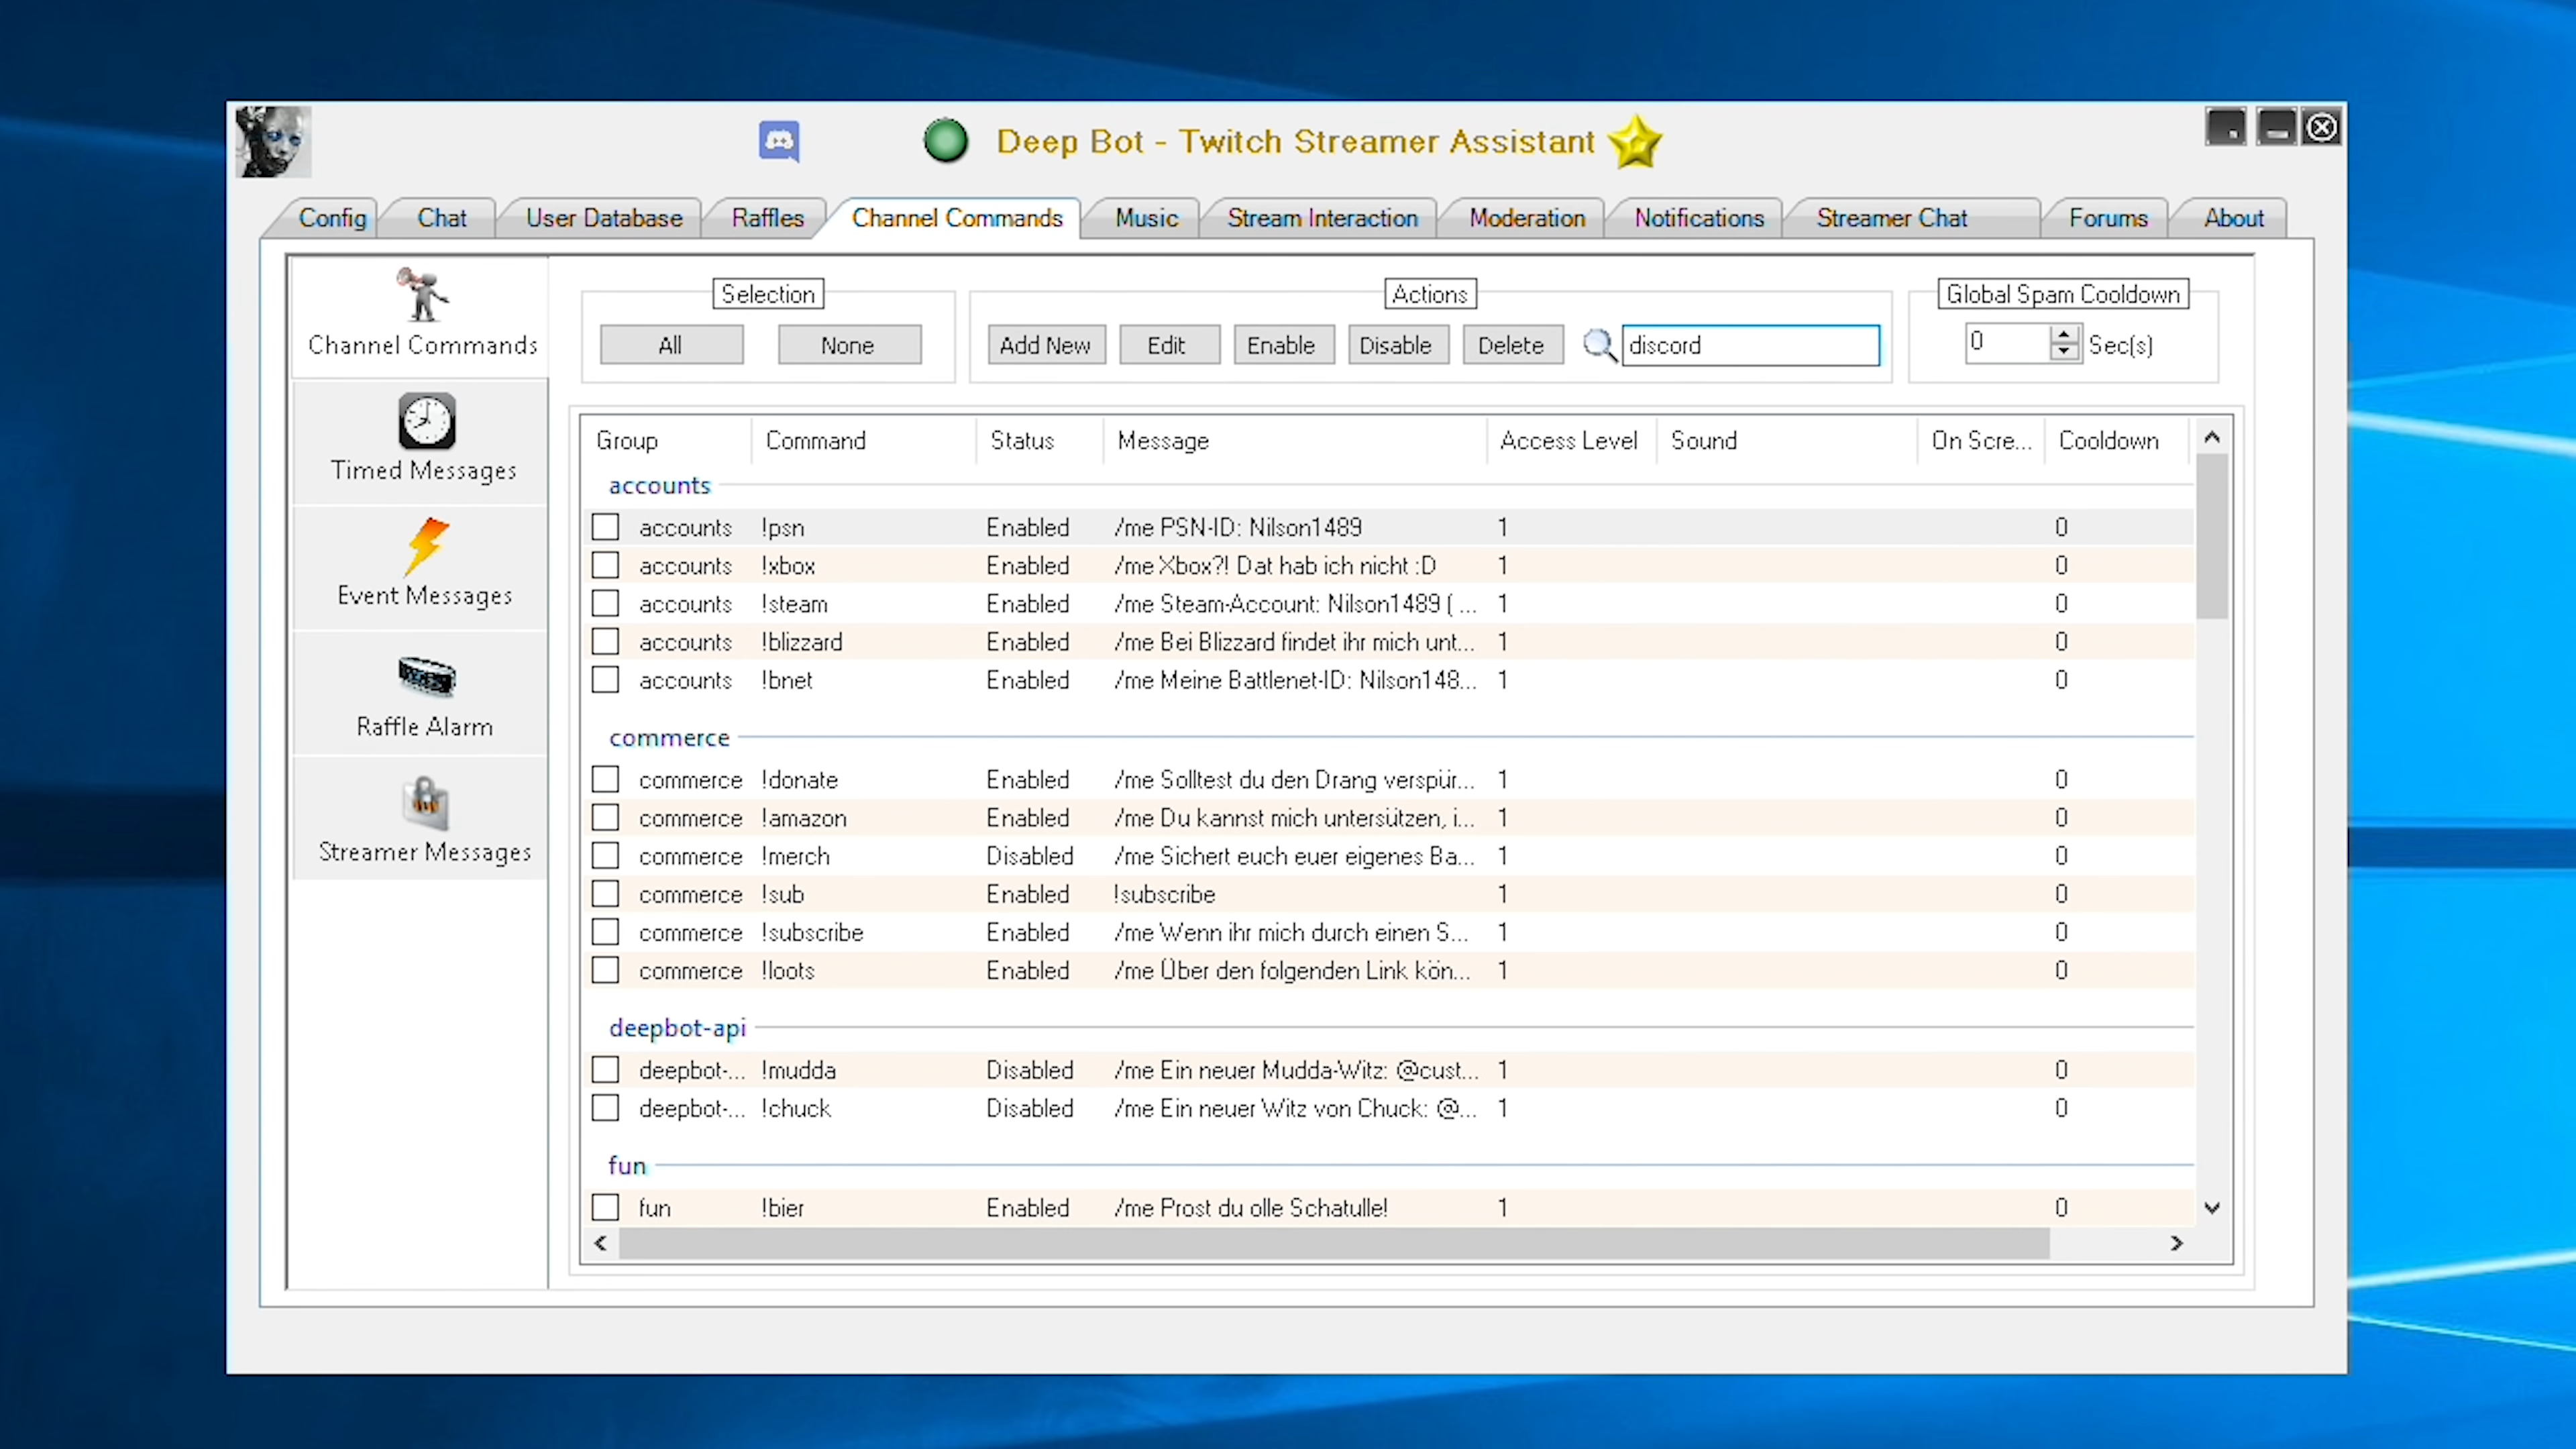 Deep Bot - Twitch Streamer Assistant
Config Chat User Database Raffles Channel Commands Music Stream Interaction Moderation Notifications Streamer Chat Forums About
Channel Commands
Timed Messages
Event Messages
Raffle Alarm
Streamer Messages
Selection Actions Global Spam Cooldown
All None Add New Edit Enable Disable Delete discord 0 Sec(s)
Group Command Status Message Access Level Sound On Scre... Cooldown
accounts
accounts !psn Enabled /me PSN-ID: Nilson1489 1 0
accounts !xbox Enabled /me Xbox?! Dat hab ich nicht :D 1 0
accounts !steam Enabled /me Steam-Account: Nilson1489 ( ... 1 0
accounts !blizzard Enabled /me Bei Blizzard findet ihr mich unt... 1 0
accounts !bnet Enabled /me Meine Battlenet-ID: Nilson148... 1 0
commerce
commerce !donate Enabled /me Solltest du den Drang verspür... 1 0
commerce !amazon Enabled /me Du kannst mich untersützen, i... 1 0
commerce !merch Disabled /me Sichert euch euer eigenes Ba... 1 0
commerce !sub Enabled !subscribe 1 0
commerce !subscribe Enabled /me Wenn ihr mich durch einen S... 1 0
commerce !loots Enabled /me Über den folgenden Link kön... 1 0
deepbot-api
deepbot-... !mudda Disabled /me Ein neuer Mudda-Witz: @cust... 1 0
deepbot-... !chuck Disabled /me Ein neuer Witz von Chuck: @... 1 0
fun
fun !bier Enabled /me Prost du olle Schatulle! 1 0